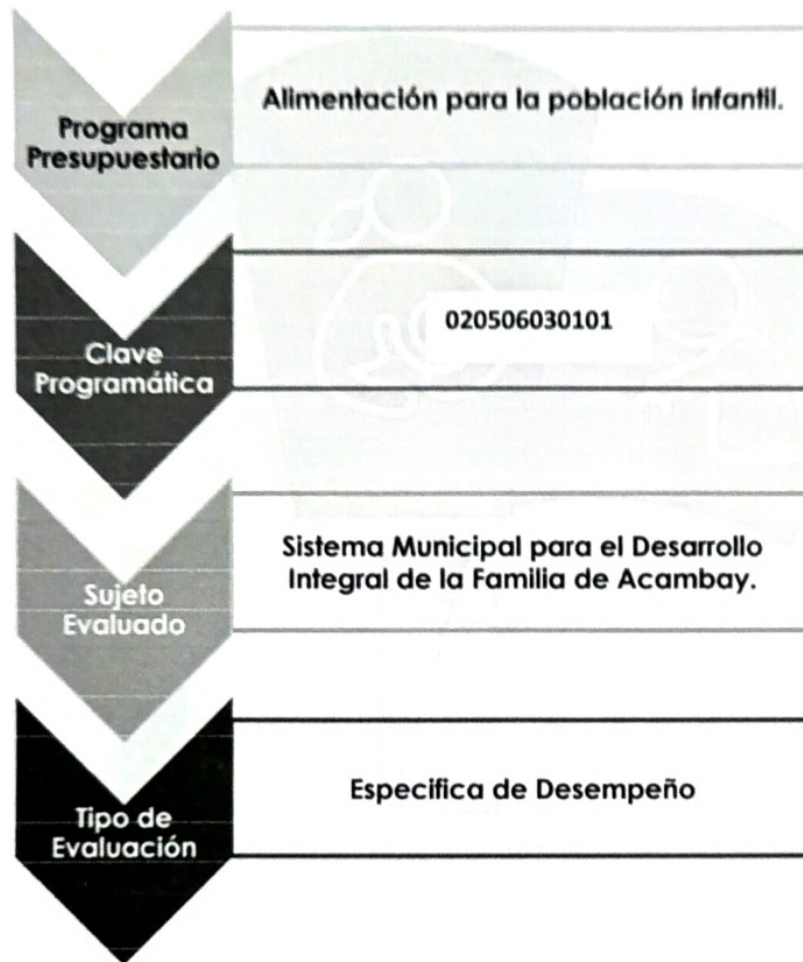 Programa
Presupuestario
Alimentación para la población infantil.
Clave
Programática
020506030101
Sujeto
Evaluado
Sistema Municipal para el Desarrollo
Integral de la Familia de Acambay.
Tipo de
Evaluación
Especifica de Desempeño